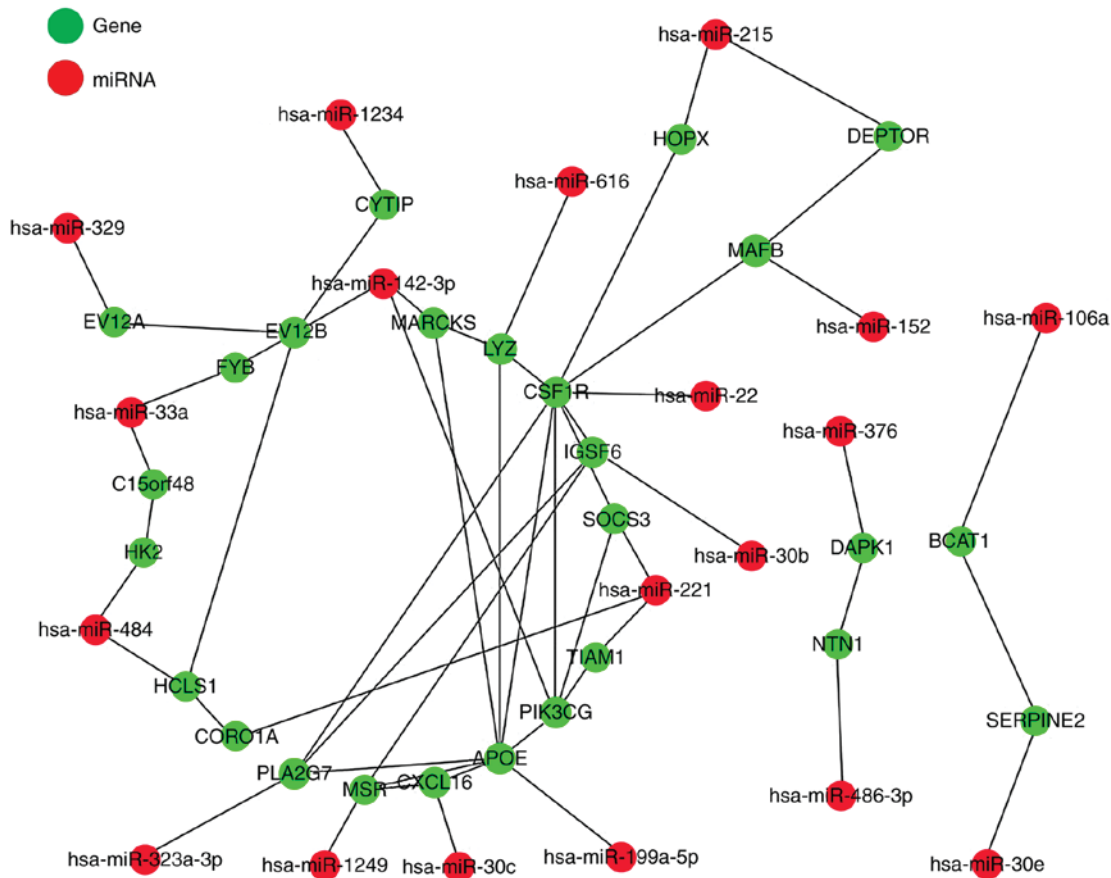 Gene
miRNA
hsa-miR-215
hsa-miR-1234
HOPX
DEPTOR
hsa-miR-616
CYTIP
hsa-miR-329
MAFB
hsa-miR-142-3p
EV12A
EV12B
MARCKS
LYZ
hsa-miR-152
hsa-miR-106a
FYB
CSF1R
hsa-miR-22
hsa-miR-33a
hsa-miR-376
IGSF6
C15orf48
SOCS3
HK2
hsa-miR-30b
DAPK1
BCAT1
hsa-miR-221
hsa-miR-484
TIAM1
NTN1
HCLS1
PIK3CG
SERPINE2
CORO1A
APOE
PLA2G7
MSR
CXCL16
hsa-miR-486-3p
hsa-miR-323a-3p
hsa-miR-1249
hsa-miR-30c
hsa-miR-199a-5p
hsa-miR-30e